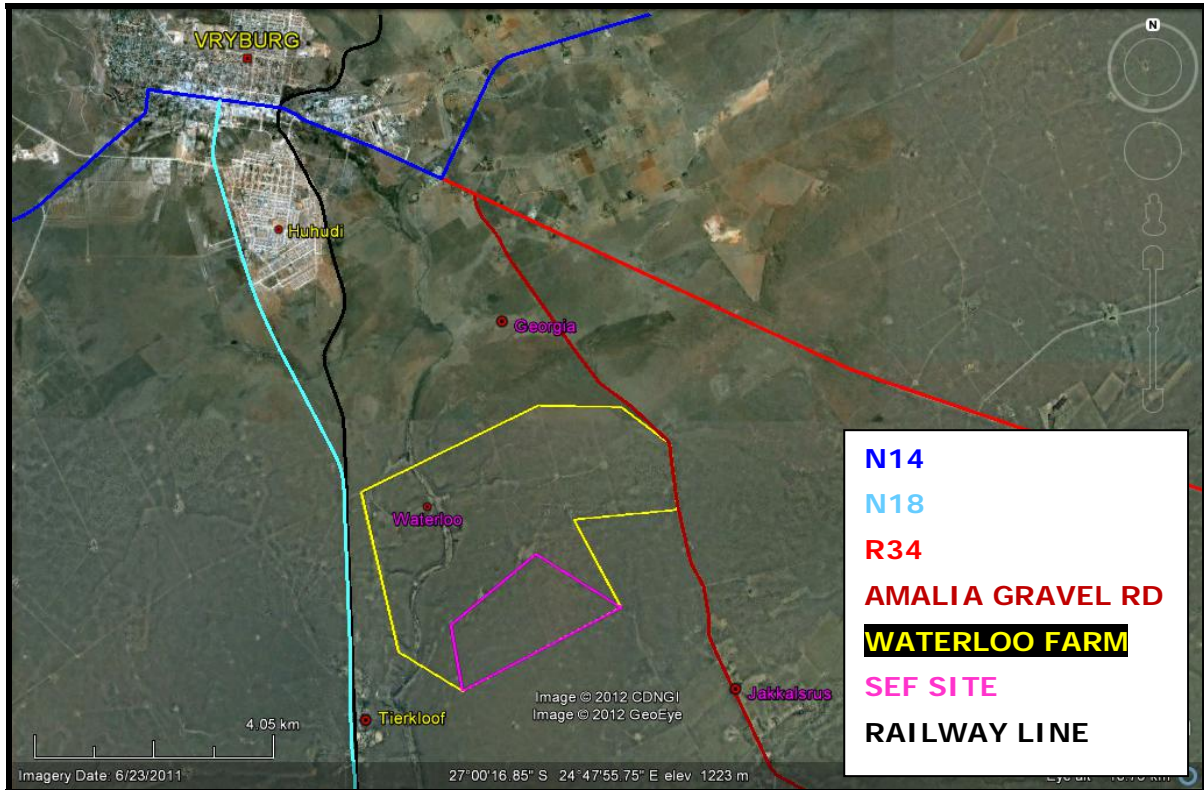 N
VRYBURG
Huhudi
Georgia
Waterloo
Jakkalsrus
Tierkloof
N14
N18
R34
AMALIA GRAVEL RD
WATERLOO FARM
SEF SITE
RAILWAY LINE
Image © 2012 CDNGI
Image © 2012 GeoEye
4.05 km
Imagery Date: 6/23/2011
27°00'16.85" S 24°47'55.75" E elev 1223 m